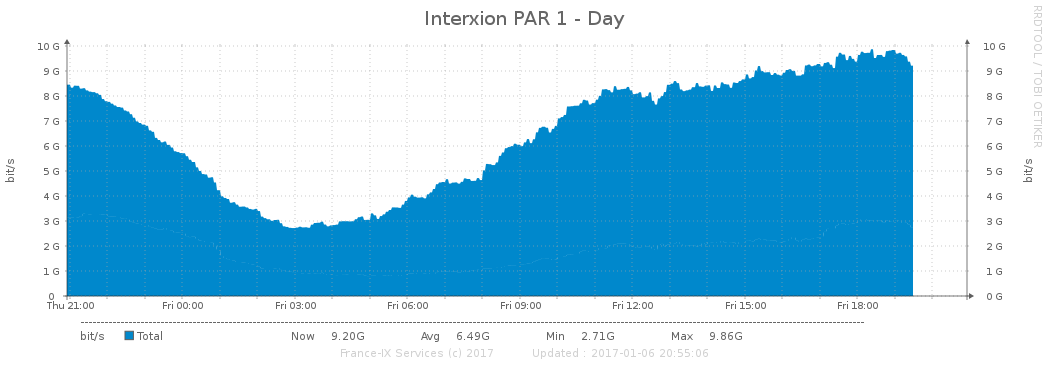 Interxion PAR 1 - Day
RRDTOOL / TOBI OETIKER
bit/s
10 G
9 G
8 G
7 G
6 G
5 G
4 G
3 G
2 G
1 G
0
10 G
9 G
8 G
7 G
6 G
5 G
4 G
3 G
2 G
1 G
0 G
bit/s
Thu 21:00 Fri 00:00 Fri 03:00 Fri 06:00 Fri 09:00 Fri 12:00 Fri 15:00 Fri 18:00
bit/s Total Now 9.20G Avg 6.49G Min 2.71G Max 9.86G
France-IX Services (c) 2017 Updated : 2017-01-06 20:55:06